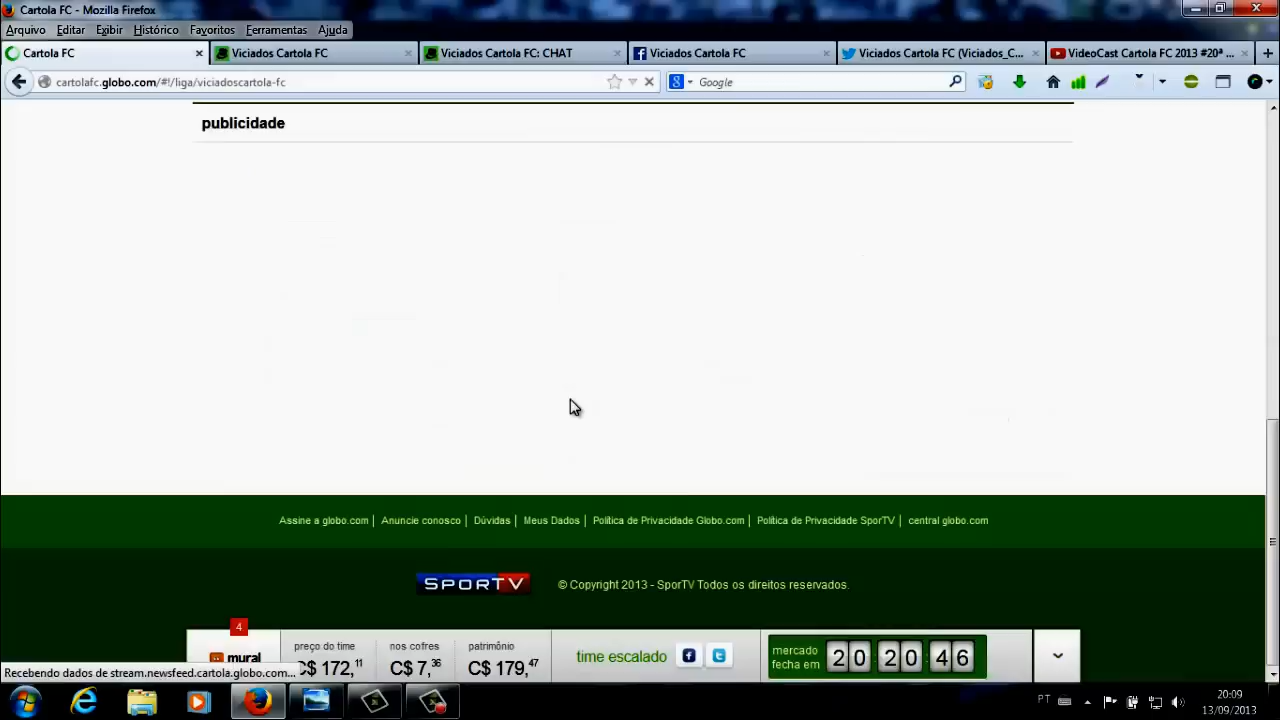 Cartola FC - Mozilla Firefox
Arquivo Editar Exibir Histórico Favoritos Ferramentas Ajuda
Cartola FC
Viciados Cartola FC
Viciados Cartola FC: CHAT
Viciados Cartola FC
Viciados Cartola FC (Viciados_C...
VideoCast Cartola FC 2013 #20ª ...
cartolafc.globo.com/#!/liga/viciadoscartola-fc
Google
publicidade
Assine a globo.com | Anuncie conosco | Dúvidas | Meus Dados | Política de Privacidade Globo.com | Política de Privacidade SporTV | central globo.com
SPORTV
© Copyright 2013 - SporTV Todos os direitos reservados.
4
mural
preço do time
C$ 172,11
nos cofres
C$ 7,36
patrimônio
C$ 179,47
time escalado
mercado
fecha em
20 20 46
Recebendo dados de stream.newsfeed.cartola.globo.com...
PT
20:09
13/09/2013